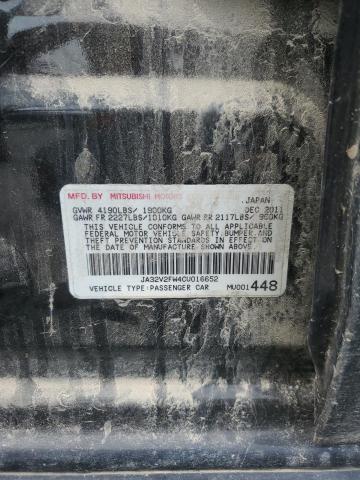 MFD. BY MITSUBISHI MOTORS JAPAN
GVWR 4190LBS/ 1900KG DEC 2011
GAWR FR 2227LBS/1010KG GAWR RR 2117LBS/ 960KG
THIS VEHICLE CONFORMS TO ALL APPLICABLE
FEDERAL MOTOR VEHICLE SAFETY,BUMPER,AND
THEFT PREVENTION STANDARDS IN EFFECT ON
THE DATE OF MANUFACTURE SHOWN ABOVE.
JA32V2FW4CU016652
VEHICLE TYPE:PASSENGER CAR MU001448